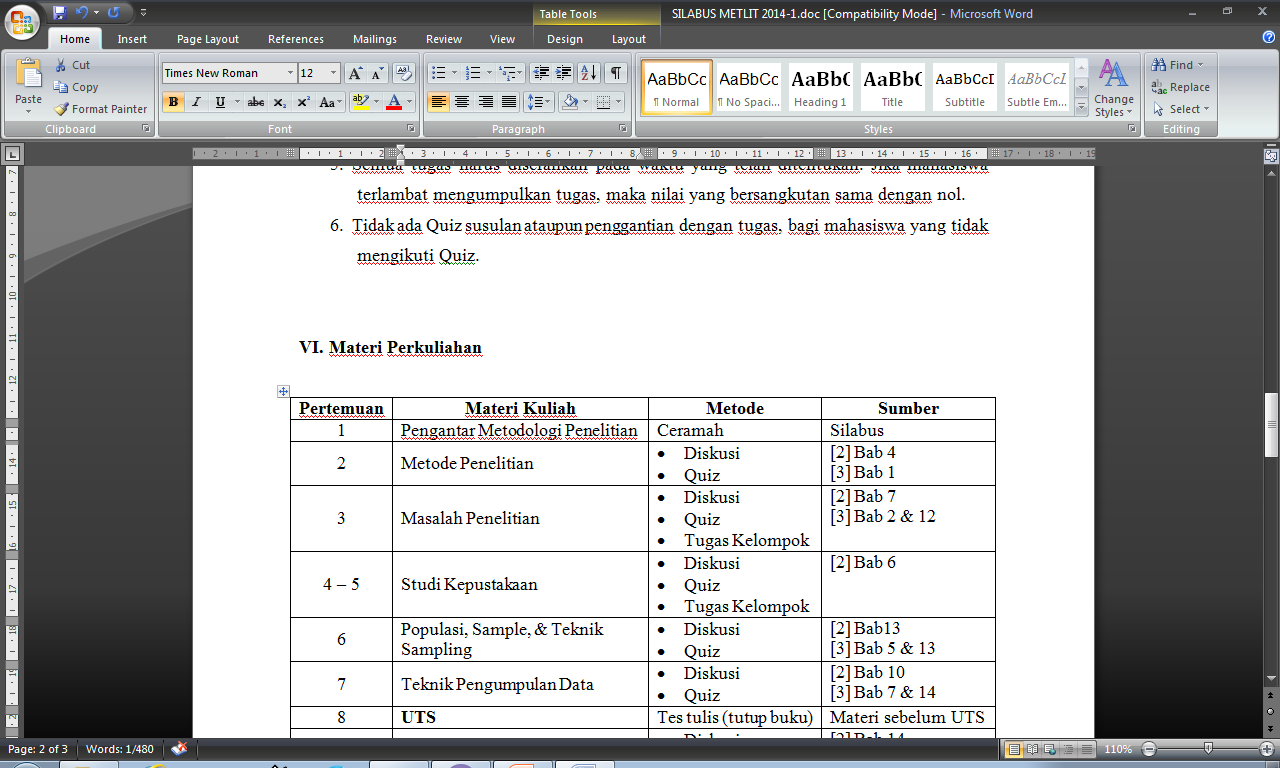 Table Tools
SILABUS METLIT 2014-1.doc [Compatibility Mode] - Microsoft Word
Home Insert Page Layout References Mailings Review View Design Layout
Paste
Cut
Copy
Format Painter
Clipboard
Times New Roman 12
Font
Paragraph
AaBbCc AaBbCc AaBbC AaBbC AaBbCcI AaBbCcI
¶ Normal ¶ No Spaci... Heading 1 Title Subtitle Subtle Em...
Change
Styles
Styles
Find
Replace
Select
Editing
terlambat mengumpulkan tugas, maka nilai yang bersangkutan sama dengan nol.
6. Tidak ada Quiz susulan ataupun penggantian dengan tugas, bagi mahasiswa yang tidak
mengikuti Quiz.
VI. Materi Perkuliahan
Pertemuan Materi Kuliah Metode Sumber
1 Pengantar Metodologi Penelitian Ceramah Silabus
2 Metode Penelitian
• Diskusi
• Quiz
[2] Bab 4
[3] Bab 1
3 Masalah Penelitian
• Diskusi
• Quiz
• Tugas Kelompok
[2] Bab 7
[3] Bab 2 & 12
4 – 5 Studi Kepustakaan
• Diskusi
• Quiz
• Tugas Kelompok
[2] Bab 6
6 Populasi, Sample, & Teknik
Sampling
• Diskusi
• Quiz
[2] Bab13
[3] Bab 5 & 13
7 Teknik Pengumpulan Data
• Diskusi
• Quiz
[2] Bab 10
[3] Bab 7 & 14
8 UTS Tes tulis (tutup buku) Materi sebelum UTS
Page: 2 of 3 Words: 1/480 110%